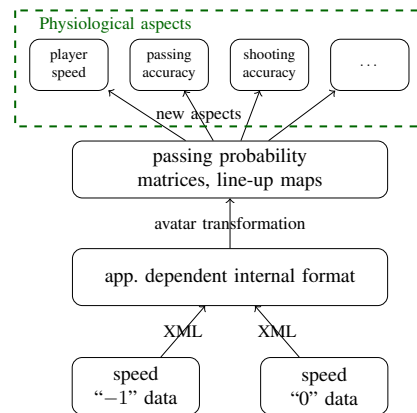 Physiological aspects
player
speed
passing
accuracy
shooting
accuracy
...
new aspects
passing probability
matrices, line-up maps
avatar transformation
app. dependent internal format
XML
XML
speed
“−1” data
speed
“0” data